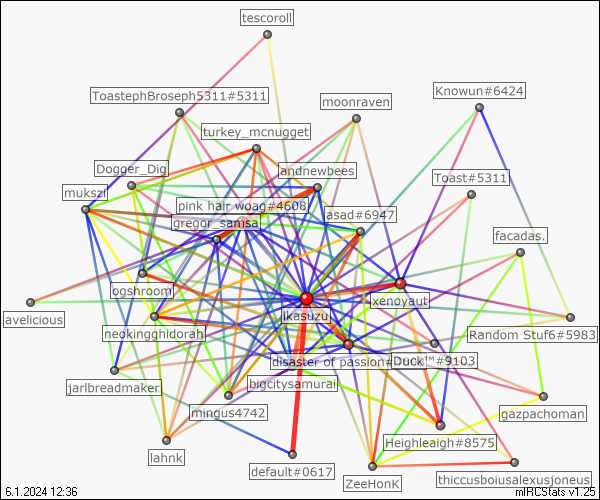 tescoroll
ToastephBroseph5311#5311
moonraven
Knowun#6424
turkey_mcnugget
Dogger_Dig
andnewbees
Toast#5311
mukszi
pink hair woag#4608
asad#6947
gregor_samsa
facadas.
ogshroom
xenoyaut
ikasuzu
avelicious
neokingghidorah
Random Stuf6#5983
disaster of passion#
Duck™#9103
jarlbreadmaker
bigcitysamurai
mingus4742
gazpachoman
Heighleaigh#8575
lahnk
default#0617
ZeeHonK
thiccusboiusalexusjoneus
6.1.2024 12:36
mIRCStats v1.25